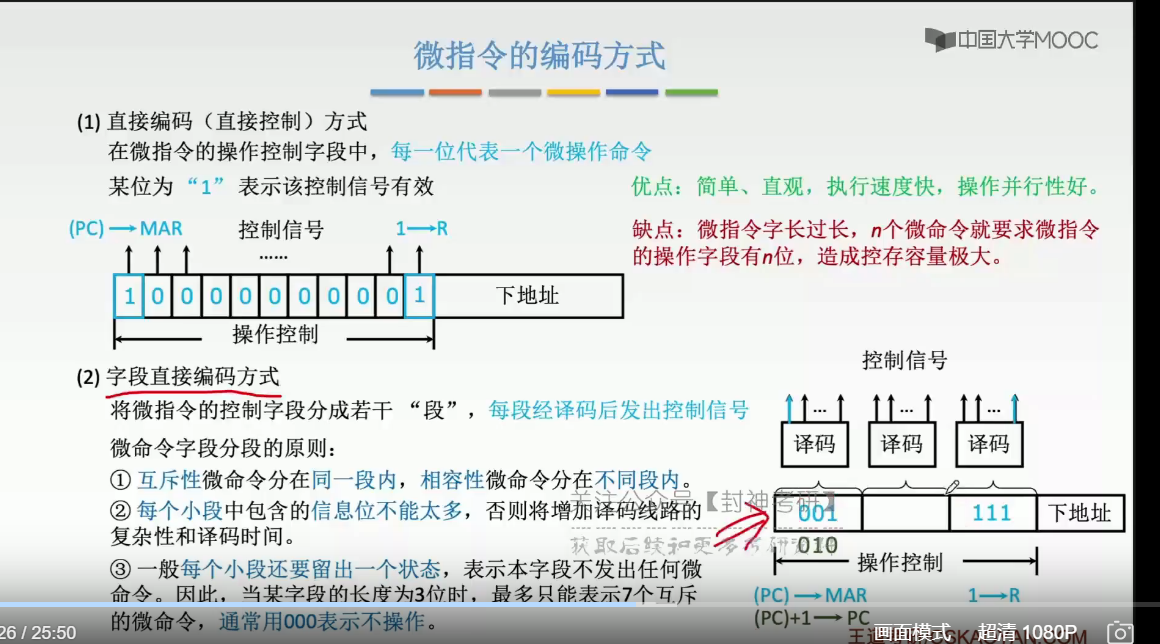 微指令的编码方式
中国大学MOOC
(1) 直接编码（直接控制）方式
在微指令的操作控制字段中，每一位代表一个微操作命令
某位为 “1” 表示该控制信号有效
优点：简单、直观，执行速度快，操作并行性好。
缺点：微指令字长过长，n个微命令就要求微指令
的操作字段有n位，造成控存容量极大。
(PC) → MAR 控制信号 1→R
……
1 0 0 0 0 0 0 0 0 0 1 下地址
操作控制
(2) 字段直接编码方式
将微指令的控制字段分成若干 “段”，每段经译码后发出控制信号
微命令字段分段的原则：
① 互斥性微命令分在同一段内，相容性微命令分在不同段内。
② 每个小段中包含的信息位不能太多，否则将增加译码线路的
复杂性和译码时间。
③ 一般每个小段还要留出一个状态，表示本字段不发出任何微
命令。因此，当某字段的长度为3位时，最多只能表示7个互斥
的微命令，通常用000表示不操作。
控制信号
... ... ...
译码 译码 译码
001 111 下地址
010
操作控制
(PC) → MAR 1→R
(PC)+1 → PC
关注公众号【封神考研】
26 / 25:50
画面模式 超清 1080P